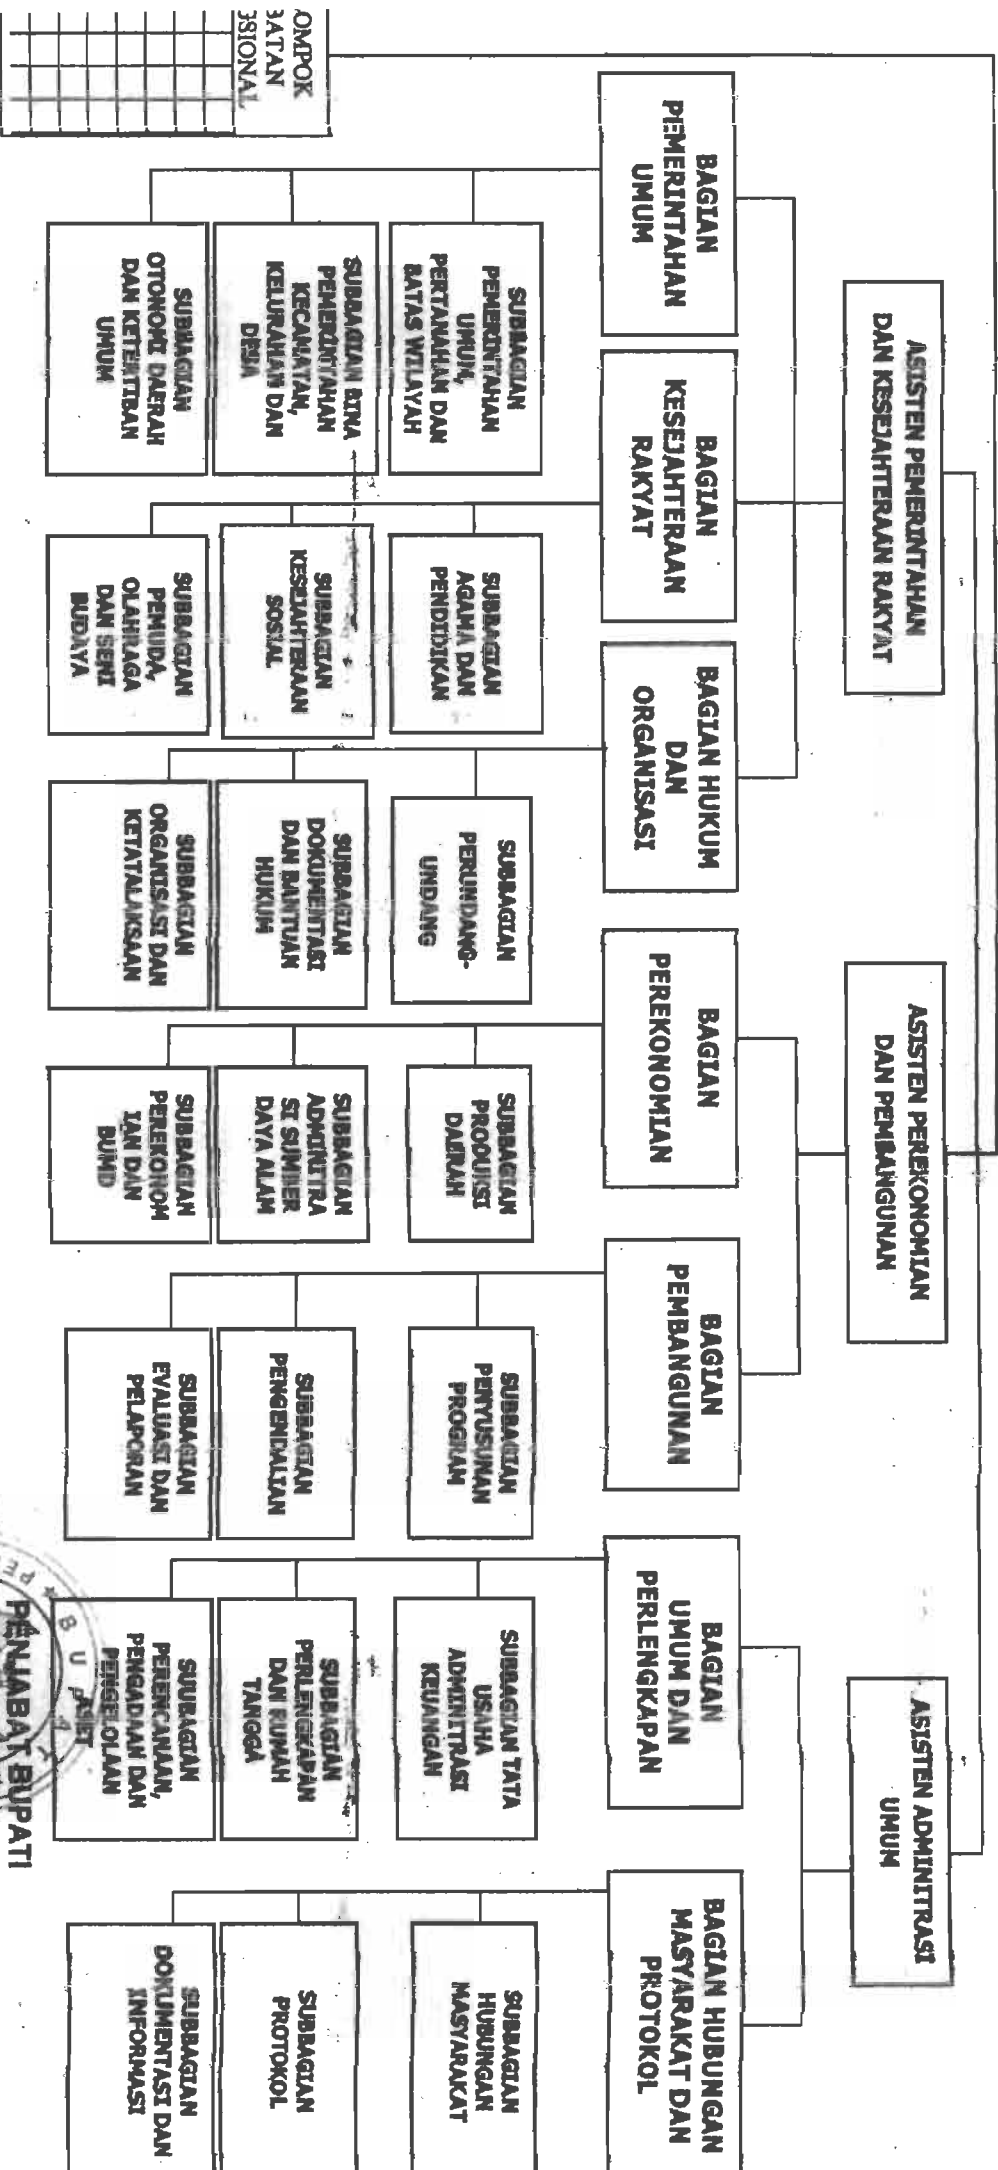 OMPOK
BATAN
SIONAL
ASISTEN PEMERINTAHAN
DAN KESEJAHTERAAN RAKYAT
ASISTEN PEREKONOMIAN
DAN PEMBANGUNAN
ASISTEN ADMINITRASI
UMUM
BAGIAN
PEMERINTAHAN
UMUM
BAGIAN
KESEJAHTERAAN
RAKYAT
BAGIAN HUKUM
DAN
ORGANISASI
BAGIAN
PEREKONOMIAN
BAGIAN
PEMBANGUNAN
BAGIAN
UMUM DAN
PERLENGKAPAN
BAGIAN HUBUNGAN
MASYARAKAT DAN
PROTOKOL
SUBBAGIAN
PEMERINTAHAN
UMUM,
PERTANAHAN DAN
BATAS WILAYAH
SUBBAGIAN
AGAMA DAN
PENDIDIKAN
SUBBAGIAN
PERUNDANG-
UNDANG
SUBBAGIAN
PRODUKSI
DAERAH
SUBBAGIAN
PENYUSUNAN
PROGRAM
SUBBAGIAN TATA
USAHA
ADMINITRASI
KEUANGAN
SUBBAGIAN
HUBUNGAN
MASYARAKAT
SUBBAGIAN BINA
PEMERINTAHAN
KECAMATAN,
KELURAHAN DAN
DESA
SUBBAGIAN
KESEJAHTERAAN
SOSIAL
SUBBAGIAN
DOKUMENTASI
DAN BANTUAN
HUKUM
SUBBAGIAN
ADMINITRA
SI SUMBER
DAYA ALAM
SUBBAGIAN
PENGENDALIAN
SUBBAGIAN
PERLENGKAPAN
DAN RUMAH
TANGGA
SUBBAGIAN
PROTOKOL
SUBBAGIAN
OTONOMI DAERAH
DAN KETERTIBAN
UMUM
SUBBAGIAN
PEMUDA,
OLAHRAGA
DAN SENI
BUDAYA
SUBBAGIAN
ORGANISASI DAN
KETATALAKSAAN
SUBBAGIAN
PEREKONOM
IAN DAN
BUMD
SUBBAGIAN
EVALUASI DAN
PELAPORAN
SUUBAGIAN
PERENCANAAN,
PENGADAAN DAN
PENGELOLAAN
ASET
SUBBAGIAN
DOKUMENTASI DAN
INFORMASI
PENJABAT BUPATI